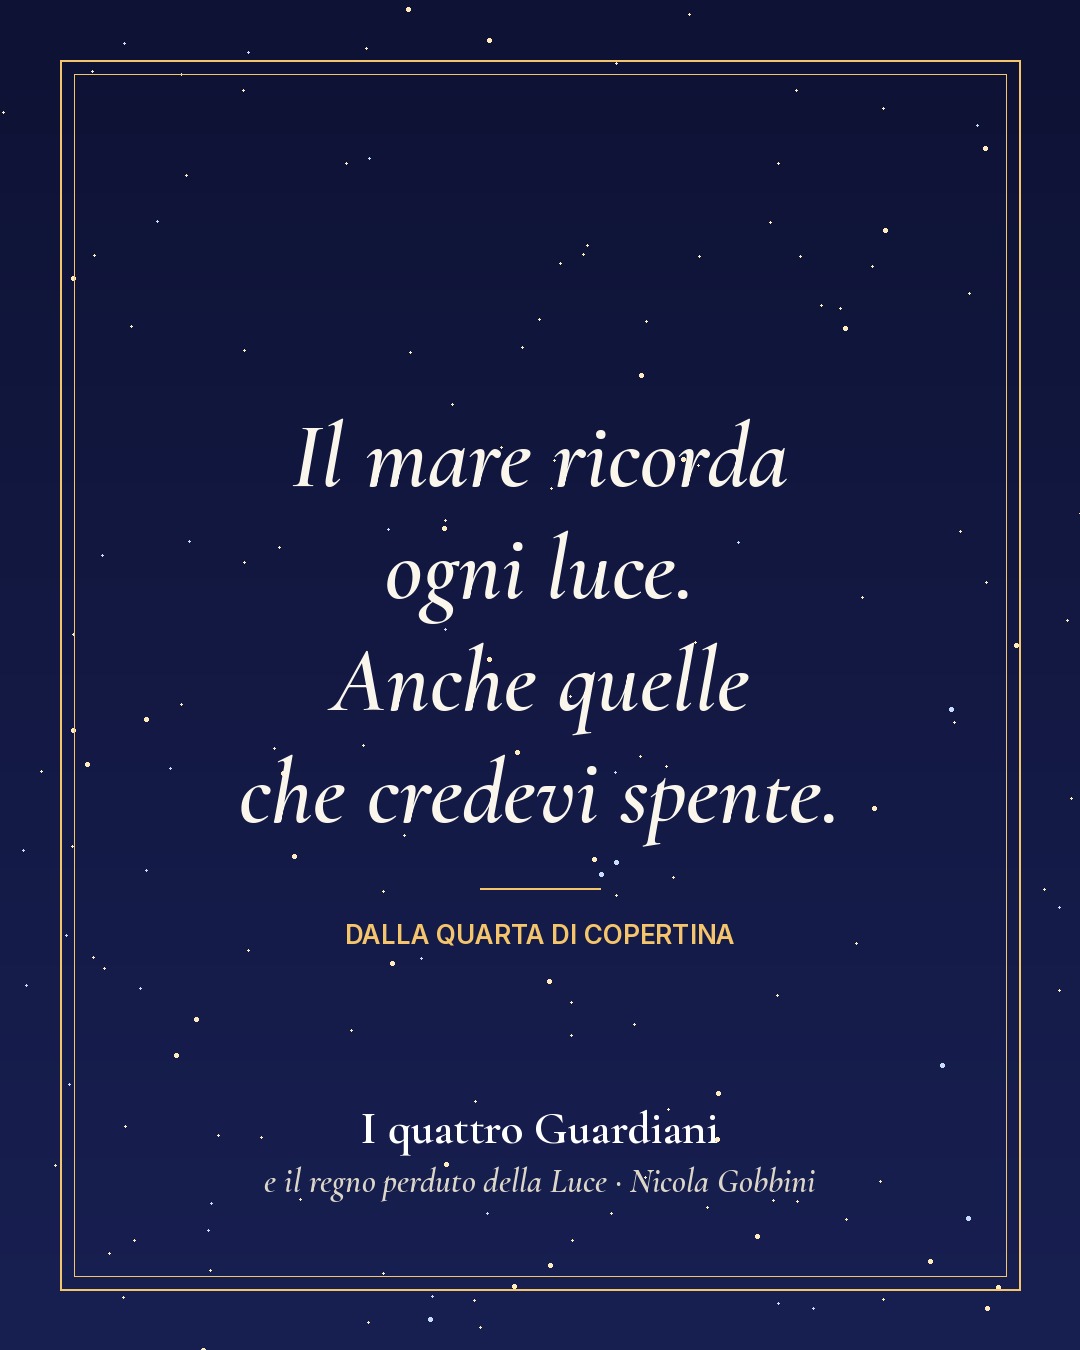 Il mare ricorda
ogni luce.
Anche quelle
che credevi spente.
DALLA QUARTA DI COPERTINA
I quattro Guardiani
e il regno perduto della Luce · Nicola Gobbini